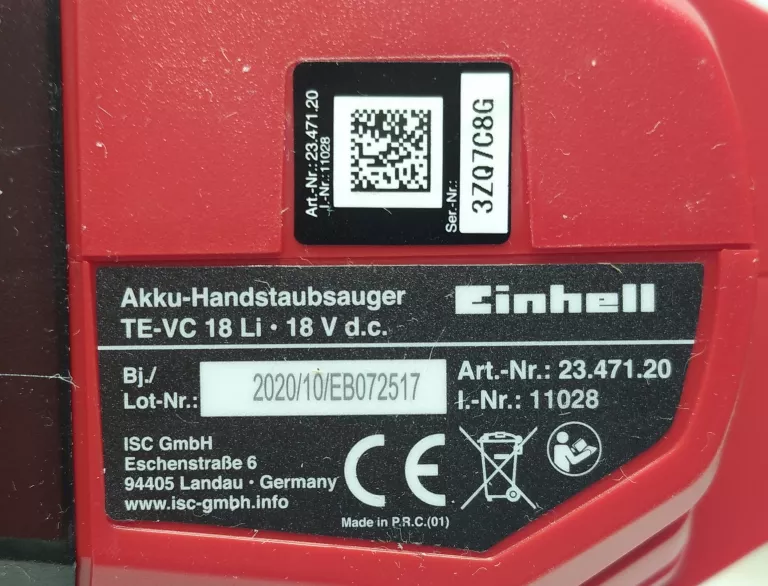 Art.-Nr.: 23.471.20
I.-Nr.: 11028
Ser.-Nr.:
3ZQ7C8G
Akku-Handstaubsauger
TE-VC 18 Li • 18 V d.c.
Einhell
Bj./
Lot-Nr.:
2020/10/EB072517
Art.-Nr.: 23.471.20
I.-Nr.: 11028
ISC GmbH
Eschenstraße 6
94405 Landau • Germany
www.isc-gmbh.info
CE
Made in P.R.C.(01)